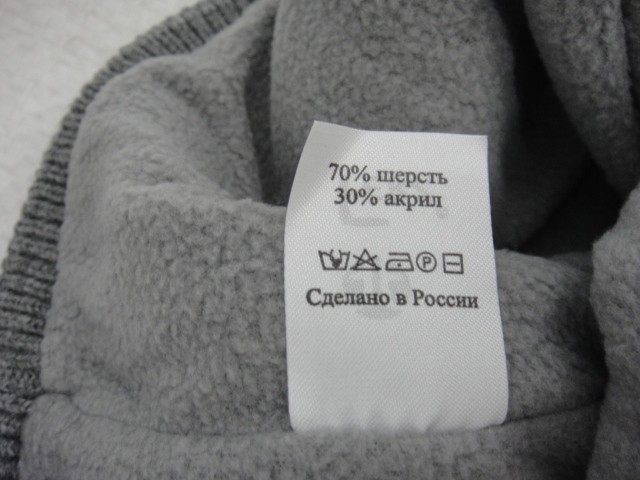 70% шерсть
30% акрил
P
Сделано в России